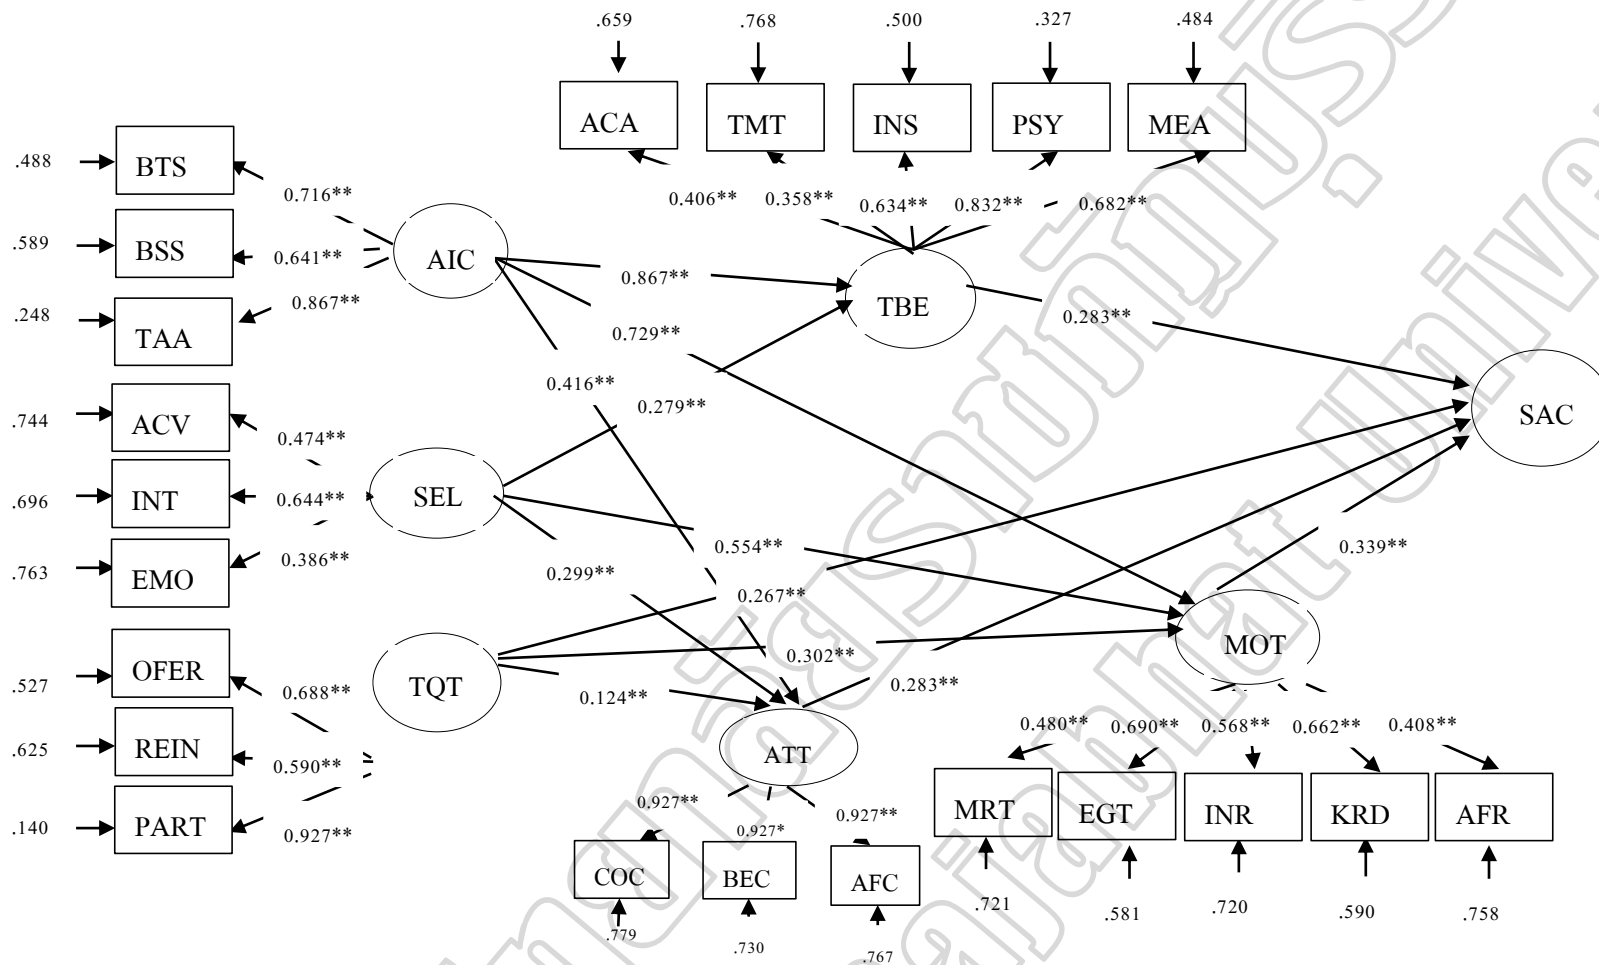 .659
.768
.500
.327
.484
ACA
TMT
INS
PSY
MEA
.488
BTS
0.716**
0.406**
0.358**
0.634**
0.832**
0.682**
.589
BSS
0.641**
AIC
0.867**
TBE
0.283**
.248
TAA
0.867**
0.729**
0.416**
0.279**
SAC
.744
ACV
0.474**
.696
INT
0.644**
SEL
.763
EMO
0.386**
0.299**
0.554**
0.339**
0.267**
.527
OFER
0.688**
TQT
0.124**
0.302**
0.283**
MOT
.625
REIN
0.590**
ATT
0.480**
0.690**
0.568**
0.662**
0.408**
.140
PART
0.927**
0.927**
0.927*
0.927**
MRT
EGT
INR
KRD
AFR
COC
BEC
AFC
.779
.730
.767
.721
.581
.720
.590
.758
Rajabhat University